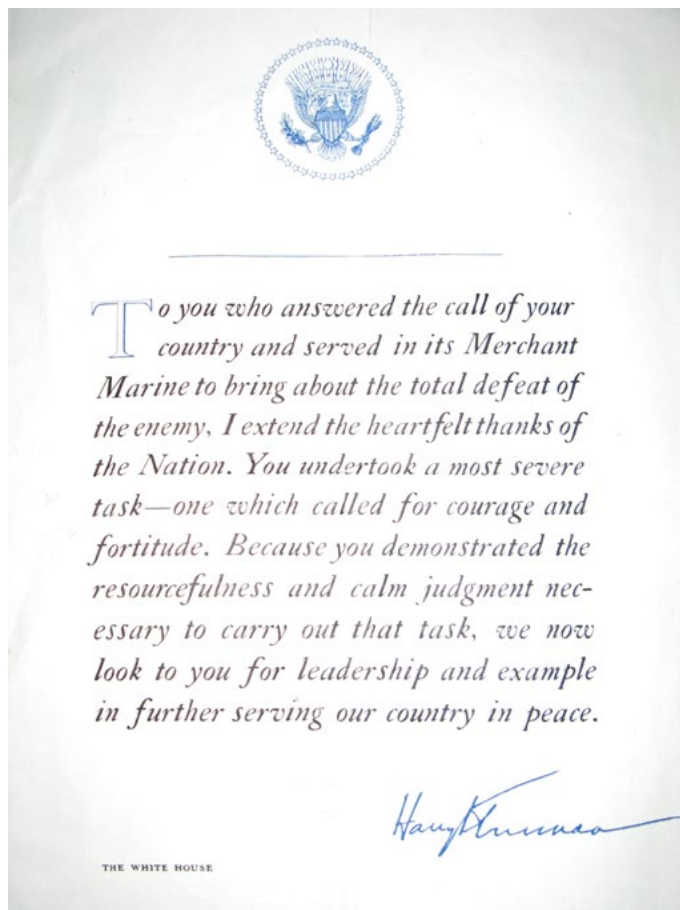 To you who answered the call of your
country and served in its Merchant
Marine to bring about the total defeat of
the enemy, I extend the heartfelt thanks of
the Nation. You undertook a most severe
task—one which called for courage and
fortitude. Because you demonstrated the
resourcefulness and calm judgment nec-
essary to carry out that task, we now
look to you for leadership and example
in further serving our country in peace.
Harry Truman
THE WHITE HOUSE